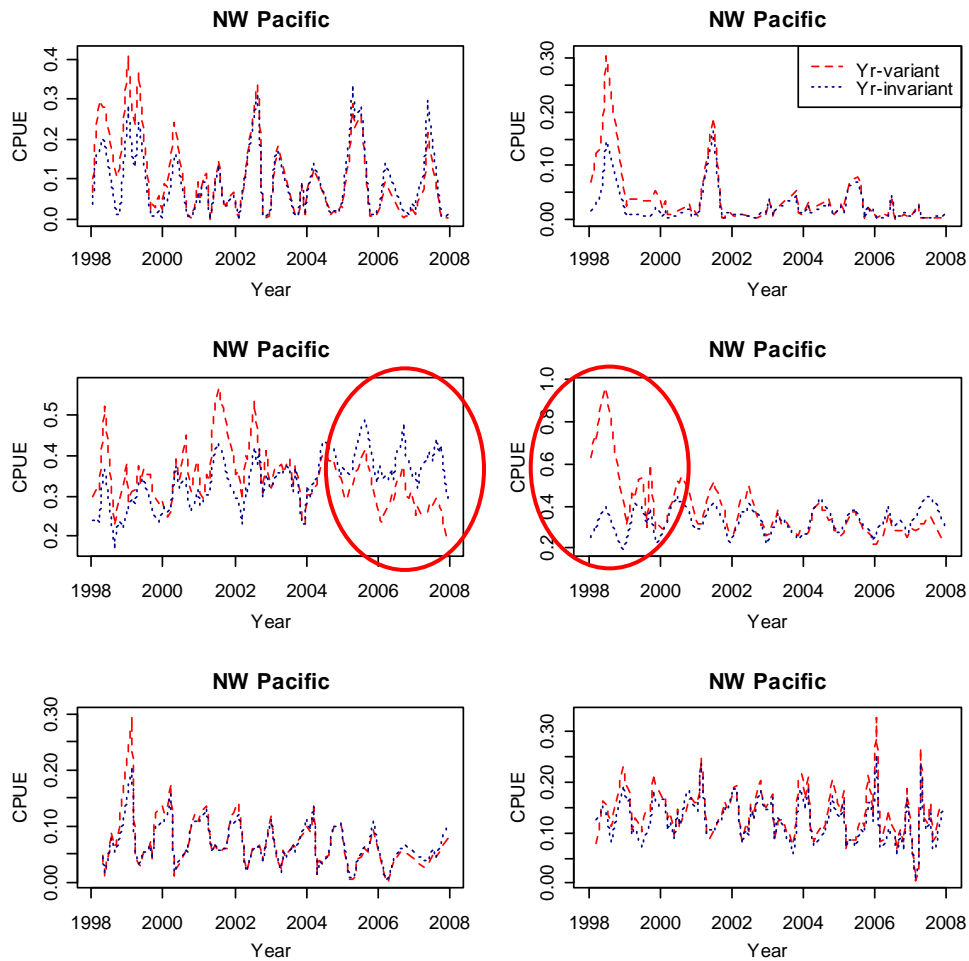 NW Pacific
CPUE
0.0 0.1 0.2 0.3 0.4
1998 2000 2002 2004 2006 2008
Year
NW Pacific
CPUE
0.00 0.10 0.20 0.30
Yr-variant
Yr-invariant
1998 2000 2002 2004 2006 2008
Year
NW Pacific
CPUE
0.2 0.3 0.4 0.5
1998 2000 2002 2004 2006 2008
Year
NW Pacific
CPUE
0.2 0.4 0.6 0.8 1.0
1998 2000 2002 2004 2006 2008
Year
NW Pacific
CPUE
0.00 0.10 0.20 0.30
1998 2000 2002 2004 2006 2008
Year
NW Pacific
CPUE
0.00 0.10 0.20 0.30
1998 2000 2002 2004 2006 2008
Year